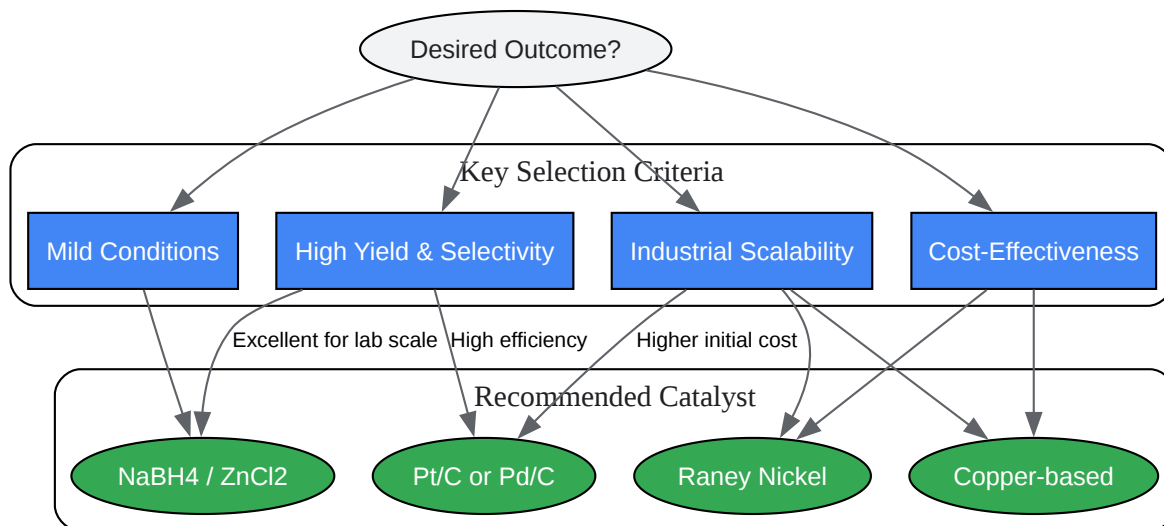 Desired Outcome?
Key Selection Criteria
Mild Conditions
High Yield & Selectivity
Industrial Scalability
Cost-Effectiveness
Excellent for lab scale
High efficiency
Higher initial cost
Recommended Catalyst
NaBH4 / ZnCl2
Pt/C or Pd/C
Raney Nickel
Copper-based